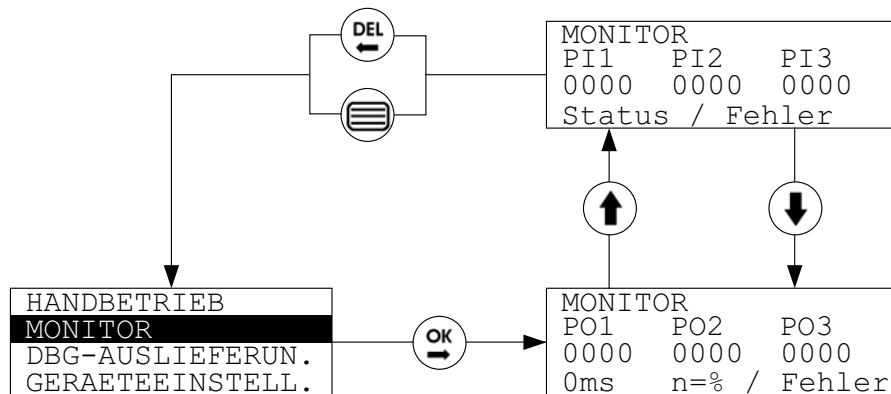 DEL
MONITOR
PI1 PI2 PI3
0000 0000 0000
Status / Fehler
HANDBETRIEB
MONITOR
DBG-AUSLIEFERUN.
GERAETEEINSTELL.
OK
MONITOR
PO1 PO2 PO3
0000 0000 0000
0ms n=% / Fehler